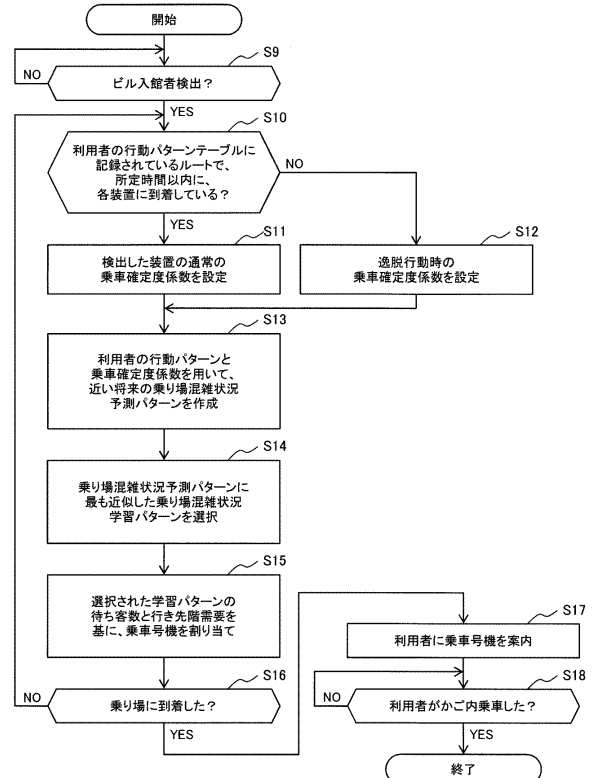 開始
S9
ビル入館者検出？
NO
YES
S10
利用者の行動パターンテーブルに
記録されているルートで、
所定時間以内に、
各装置に到着している？
NO
YES
S11
検出した装置の通常の
乗車確定度係数を設定
S12
逸脱行動時の
乗車確定度係数を設定
S13
利用者の行動パターンと
乗車確定度係数を用いて、
近い将来の乗り場混雑状況
予測パターンを作成
S14
乗り場混雑状況予測パターンに
最も近似した乗り場混雑状況
学習パターンを選択
S15
選択された学習パターンの
待ち客数と行き先階需要を
基に、乗車号機を割り当て
S16
乗り場に到着した？
NO
YES
S17
利用者に乗車号機を案内
S18
利用者がかご内乗車した？
NO
YES
終了